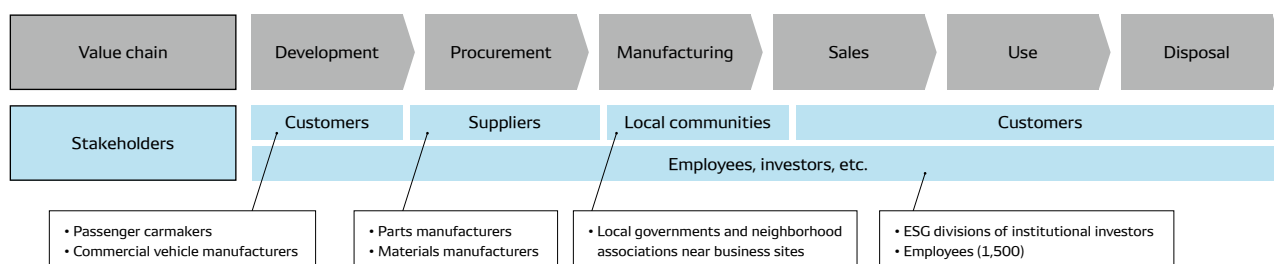 Value chain
Development
Procurement
Manufacturing
Sales
Use
Disposal
Stakeholders
Customers
Suppliers
Local communities
Customers
Employees, investors, etc.
• Passenger carmakers
• Commercial vehicle manufacturers
• Parts manufacturers
• Materials manufacturers
• Local governments and neighborhood
associations near business sites
• ESG divisions of institutional investors
• Employees (1,500)